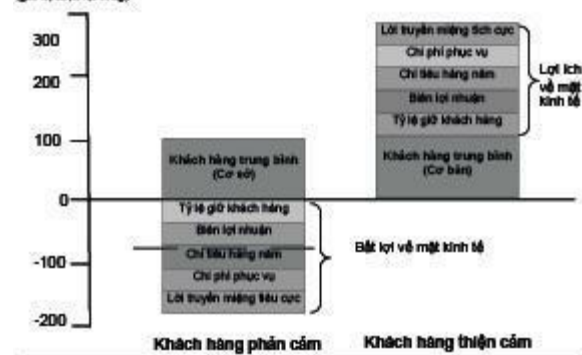 300
200
100
0
-100
-200
Khách hàng trung bình
(Cơ sở)
Tỷ lệ giữ khách hàng
Biên lợi nhuận
Chi tiêu hàng năm
Chi phí phục vụ
Lời truyền miệng tiêu cực
Lời truyền miệng tích cực
Chi phí phục vụ
Chi tiêu hàng năm
Biên lợi nhuận
Tỷ lệ giữ khách hàng
Khách hàng trung bình
(Cơ bản)
Lợi ích
về mặt
kinh tế
Bất lợi về mặt kinh tế
Khách hàng phản cảm
Khách hàng thiện cảm